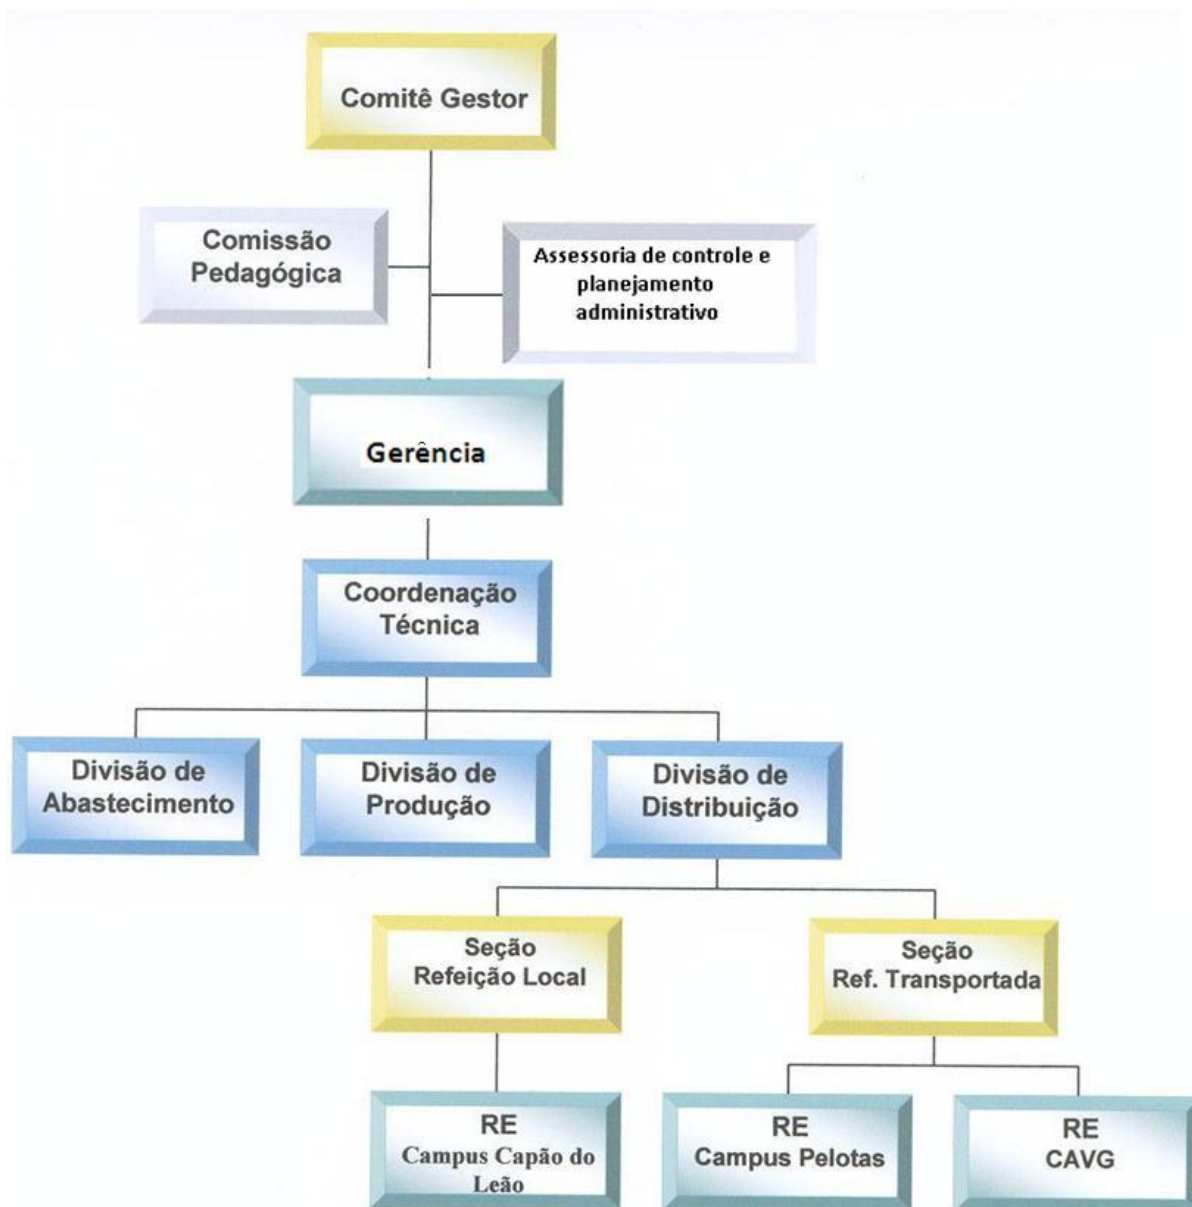 Comitê Gestor
Comissão
Pedagógica
Assessoria de controle e
planejamento
administrativo
Gerência
Coordenação
Técnica
Divisão de
Abastecimento
Divisão de
Produção
Divisão de
Distribuição
Seção
Refeição Local
Seção
Ref. Transportada
RE
Campus Capão do
Leão
RE
Campus Pelotas
RE
CAVG